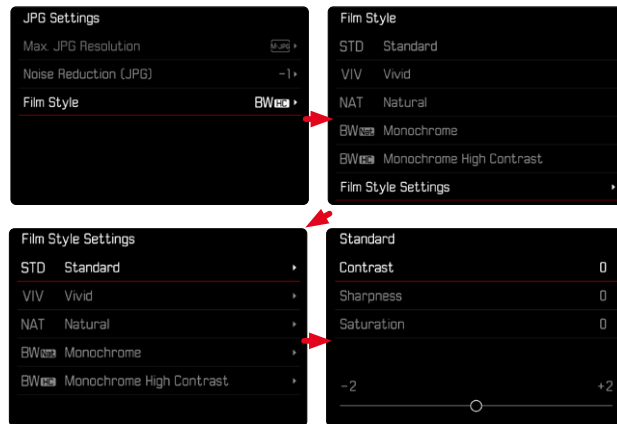 JPG Settings
Max. JPG Resolution M-JPG
Noise Reduction (JPG) -1
Film Style BW HC
Film Style
STD Standard
VIV Vivid
NAT Natural
BW Nat Monochrome
BW HC Monochrome High Contrast
Film Style Settings
Film Style Settings
STD Standard
VIV Vivid
NAT Natural
BW Nat Monochrome
BW HC Monochrome High Contrast
Standard
Contrast 0
Sharpness 0
Saturation 0
-2 +2